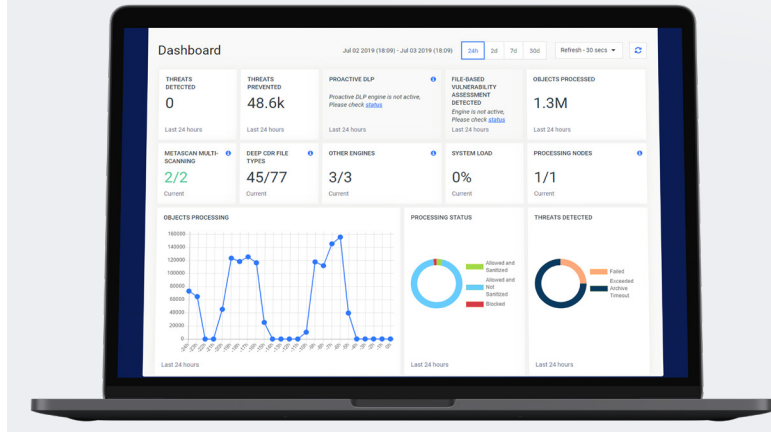 Dashboard
Jul 02 2019 (18:09) - Jul 03 2019 (18:09)
24h
2d
7d
30d
Refresh - 30 secs
THREATS
DETECTED
0
Last 24 hours
THREATS
PREVENTED
48.6k
Last 24 hours
PROACTIVE DLP
Proactive DLP engine is not active,
Please check status
Last 24 hours
FILE-BASED
VULNERABILITY
ASSESSMENT
DETECTED
Engine is not active,
Please check status
Last 24 hours
OBJECTS PROCESSED
1.3M
Last 24 hours
METASCAN MULTI-
SCANNING
2/2
Current
DEEP CDR FILE
TYPES
45/77
Current
OTHER ENGINES
3/3
Current
SYSTEM LOAD
0%
Current
PROCESSING NODES
1/1
Current
OBJECTS PROCESSING
160000
140000
120000
100000
80000
60000
40000
20000
0
Last 24 hours
PROCESSING STATUS
Allowed and
Sanitized
Allowed and
Not
Sanitized
Blocked
Last 24 hours
THREATS DETECTED
Failed
Exceeded
Archive
Timeout
Last 24 hours